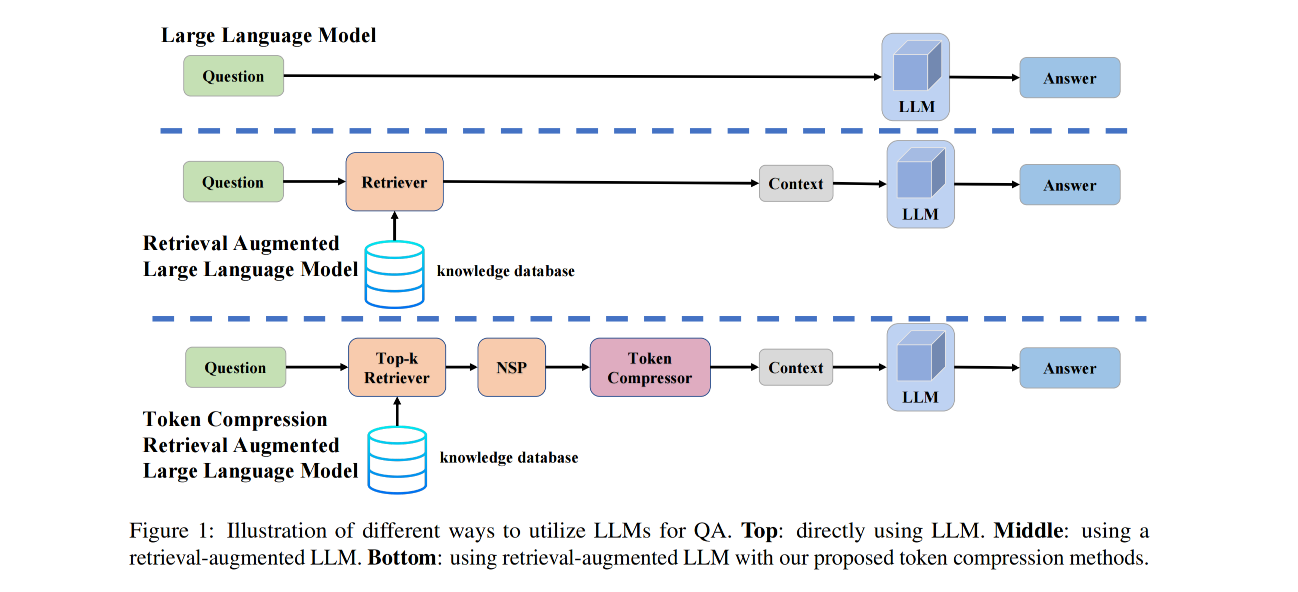 Large Language Model
Question
LLM
Answer
Question
Retriever
Context
LLM
Answer
Retrieval Augmented
Large Language Model
knowledge database
Question
Top-k
Retriever
NSP
Token
Compressor
Context
LLM
Answer
Token Compression
Retrieval Augmented
Large Language Model
knowledge database
Figure 1: Illustration of different ways to utilize LLMs for QA. Top: directly using LLM. Middle: using a
retrieval-augmented LLM. Bottom: using retrieval-augmented LLM with our proposed token compression methods.